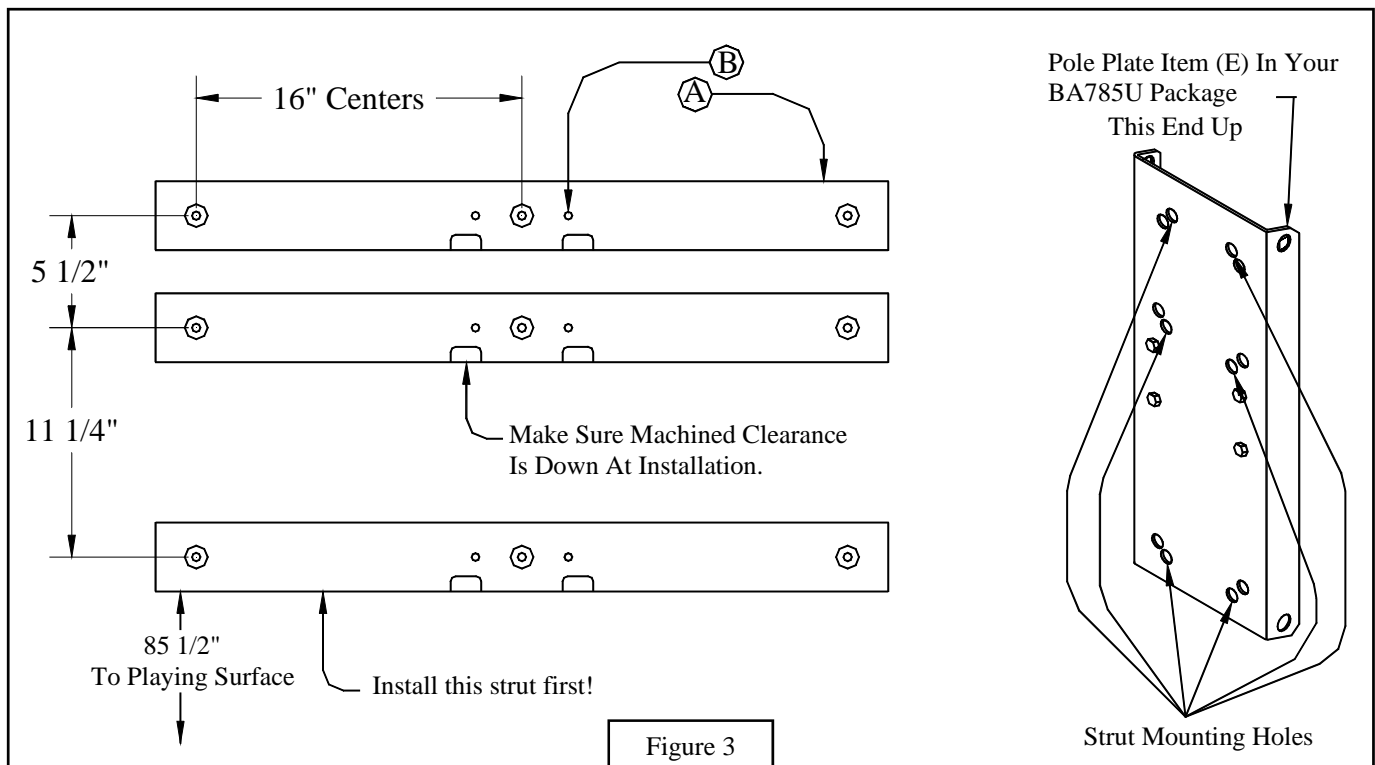 16" Centers
B
A
5 1/2"
11 1/4"
Make Sure Machined Clearance
Is Down At Installation.
85 1/2"
To Playing Surface
Install this strut first!
Figure 3
Pole Plate Item (E) In Your
BA785U Package
This End Up
Strut Mounting Holes